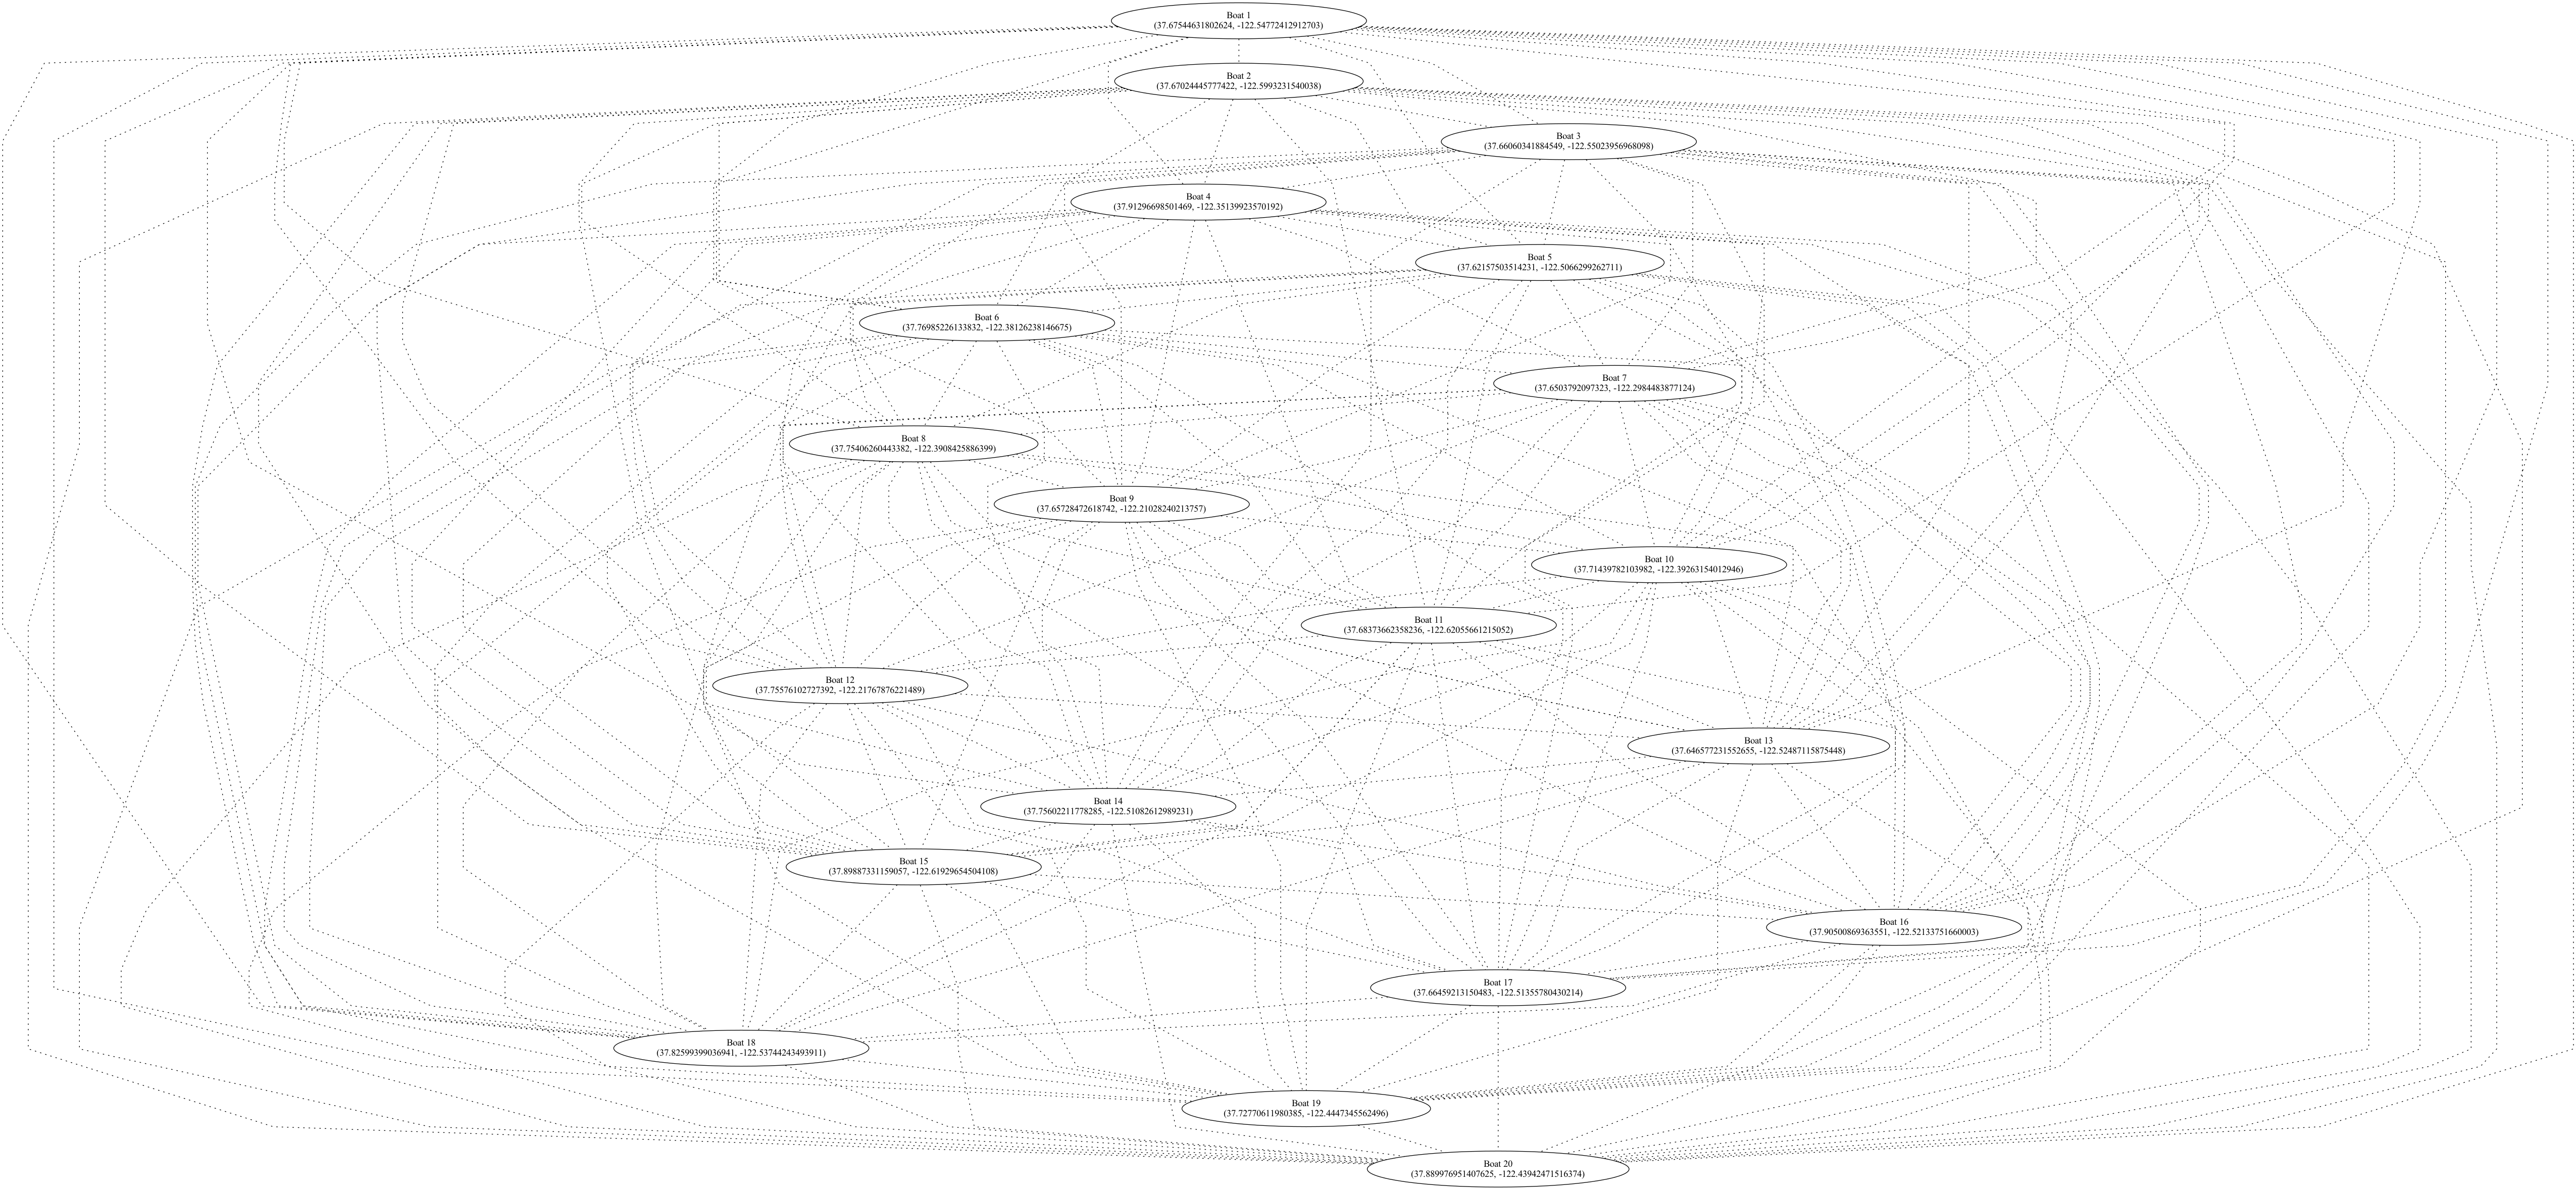 Boat 1
(37.67544631802624, -122.54772412912703)
Boat 2
(37.67024445777422, -122.5993231540038)
Boat 3
(37.66060341884549, -122.55023956968098)
Boat 4
(37.91296698501469, -122.35139923570192)
Boat 5
(37.62157503514231, -122.5066299262711)
Boat 6
(37.76985226133832, -122.38126238146675)
Boat 7
(37.6503792097323, -122.2984483877124)
Boat 8
(37.75406260443382, -122.3908425886399)
Boat 9
(37.65728472618742, -122.21028240213757)
Boat 10
(37.71439782103982, -122.39263154012946)
Boat 11
(37.68373662358236, -122.62055661215052)
Boat 12
(37.75576102727392, -122.21767876221489)
Boat 13
(37.646577231552655, -122.52487115875448)
Boat 14
(37.75602211778285, -122.51082612989231)
Boat 15
(37.89887331159057, -122.61929654504108)
Boat 16
(37.90500869363551, -122.52133751660003)
Boat 17
(37.66459213150483, -122.51355780430214)
Boat 18
(37.82599399036941, -122.53744243493911)
Boat 19
(37.72770611980385, -122.4447345562496)
Boat 20
(37.889976951407625, -122.43942471516374)